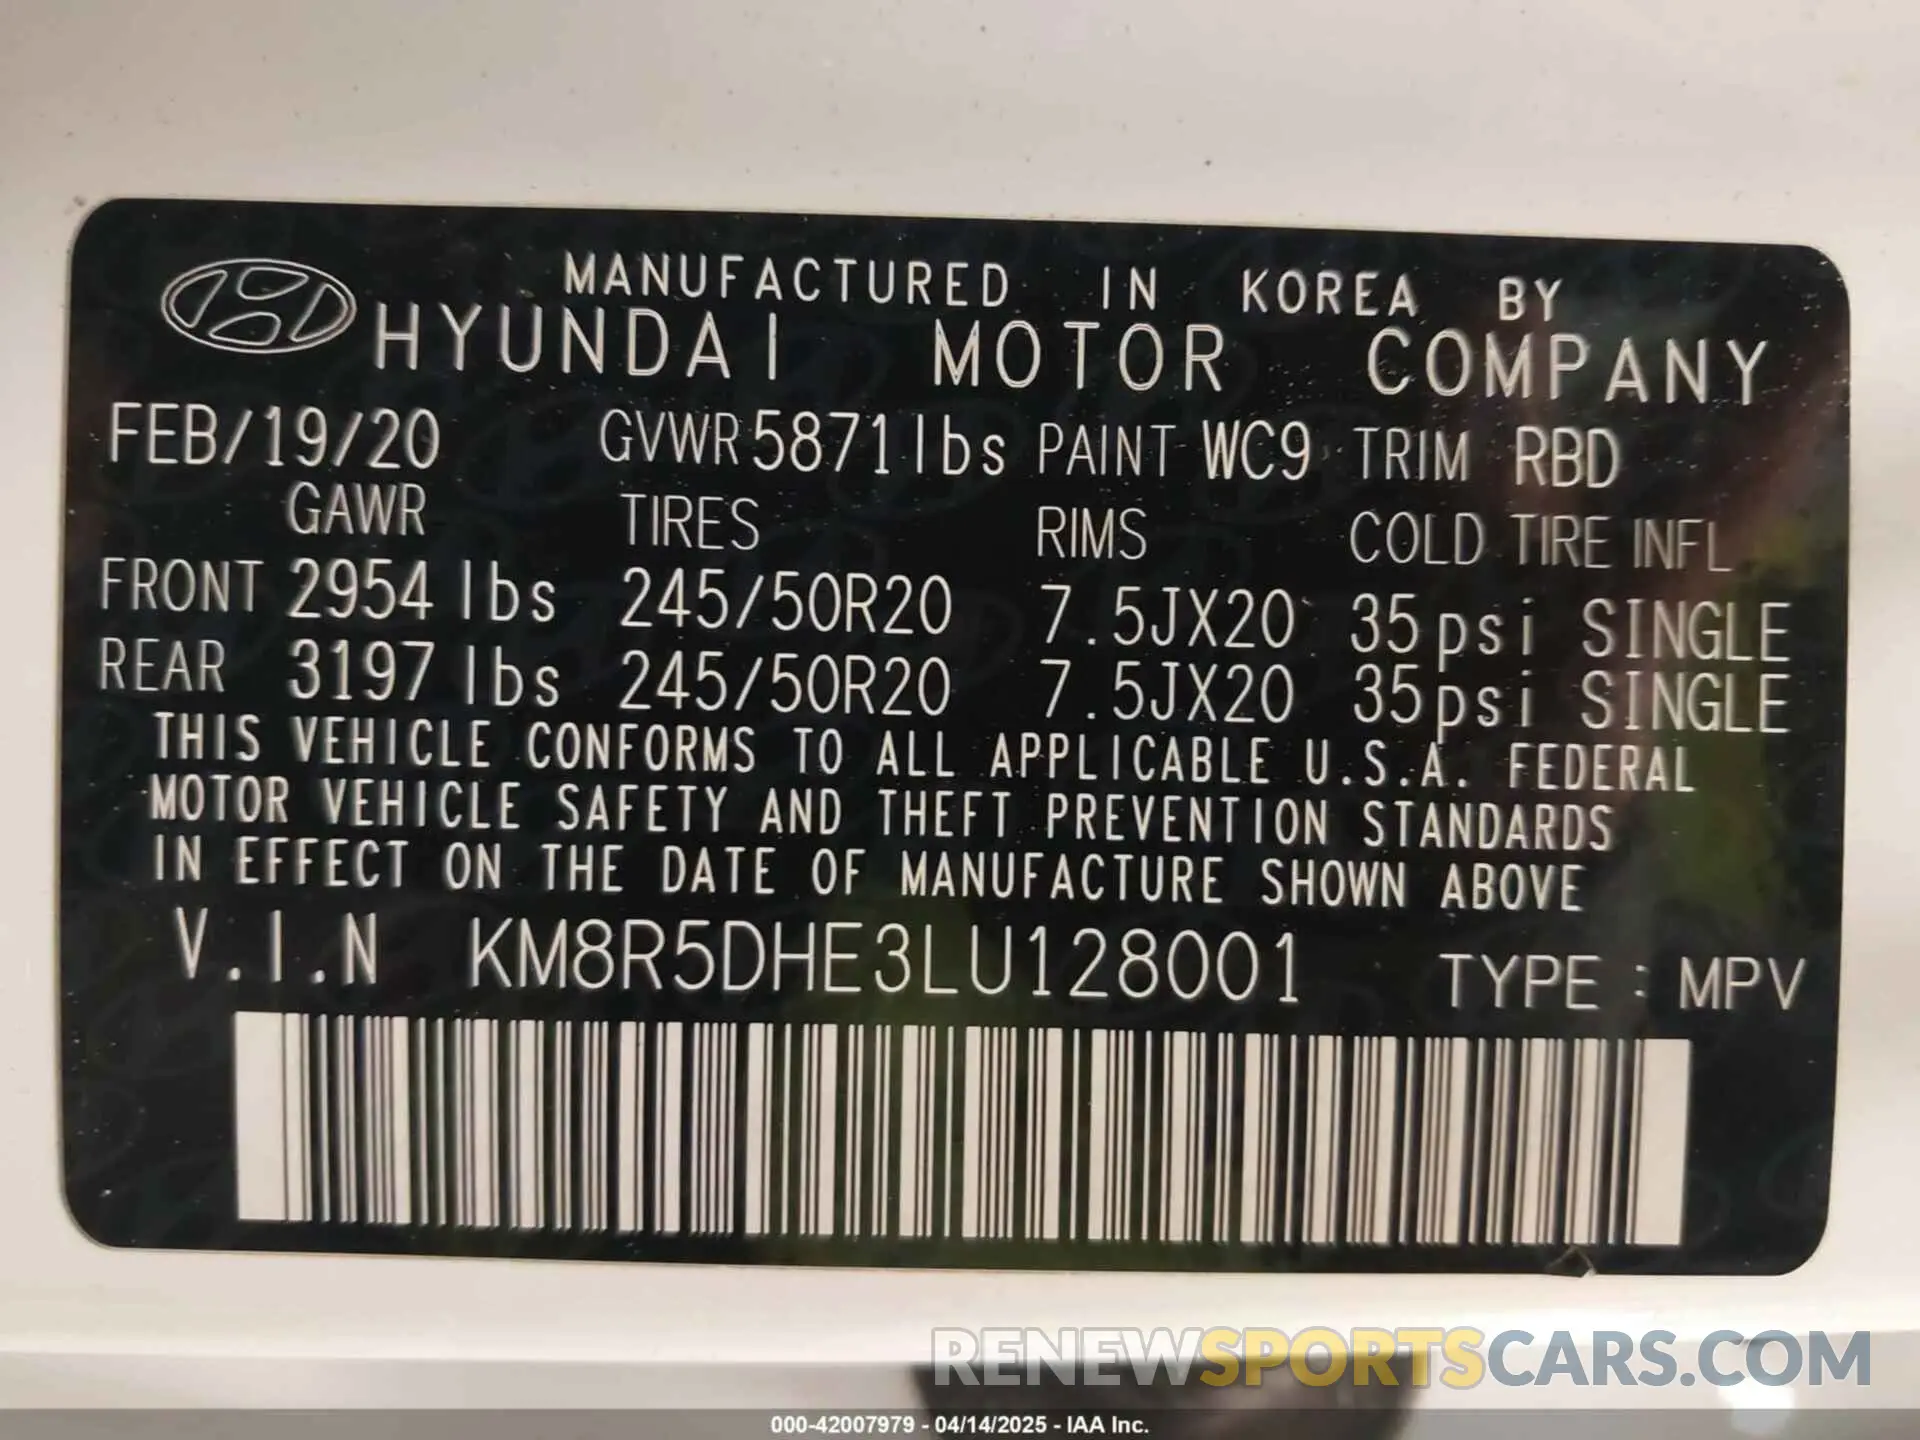 MANUFACTURED IN KOREA BY
HYUNDAI MOTOR COMPANY
FEB/19/20 GVWR 5871lbs PAINT WC9 TRIM RBD
GAWR TIRES RIMS COLD TIRE INFL
FRONT 2954 lbs 245/50R20 7.5JX20 35psi SINGLE
REAR 3197 lbs 245/50R20 7.5JX20 35psi SINGLE
THIS VEHICLE CONFORMS TO ALL APPLICABLE U.S.A. FEDERAL
MOTOR VEHICLE SAFETY AND THEFT PREVENTION STANDARDS
IN EFFECT ON THE DATE OF MANUFACTURE SHOWN ABOVE
V.I.N KM8R5DHE3LU128001 TYPE : MPV
RENEWSPORTSCARS.COM
000-42007979 - 04/14/2025 - IAA Inc.